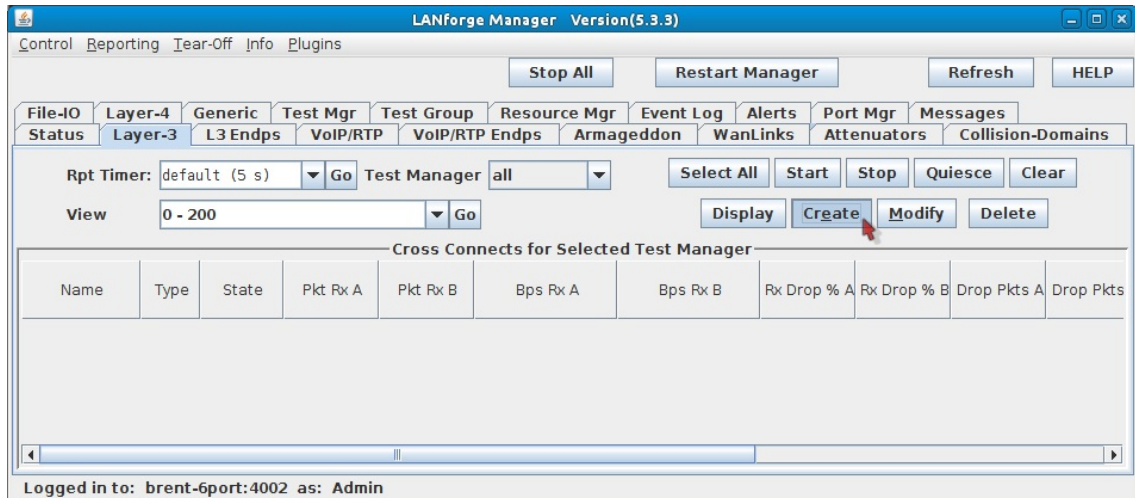 LANforge Manager Version(5.3.3)
Control Reporting Tear-Off Info Plugins
Stop All Restart Manager Refresh HELP
File-IO Layer-4 Generic Test Mgr Test Group Resource Mgr Event Log Alerts Port Mgr Messages
Status Layer-3 L3 Endps VoIP/RTP VoIP/RTP Endps Armageddon WanLinks Attenuators Collision-Domains
Rpt Timer: default (5 s) Go Test Manager all Select All Start Stop Quiesce Clear
View 0 - 200 Go Display Create Modify Delete
Cross Connects for Selected Test Manager
Name Type State Pkt Rx A Pkt Rx B Bps Rx A Bps Rx B Rx Drop % A Rx Drop % B Drop Pkts A Drop Pkts
Logged in to: brent-6port:4002 as: Admin